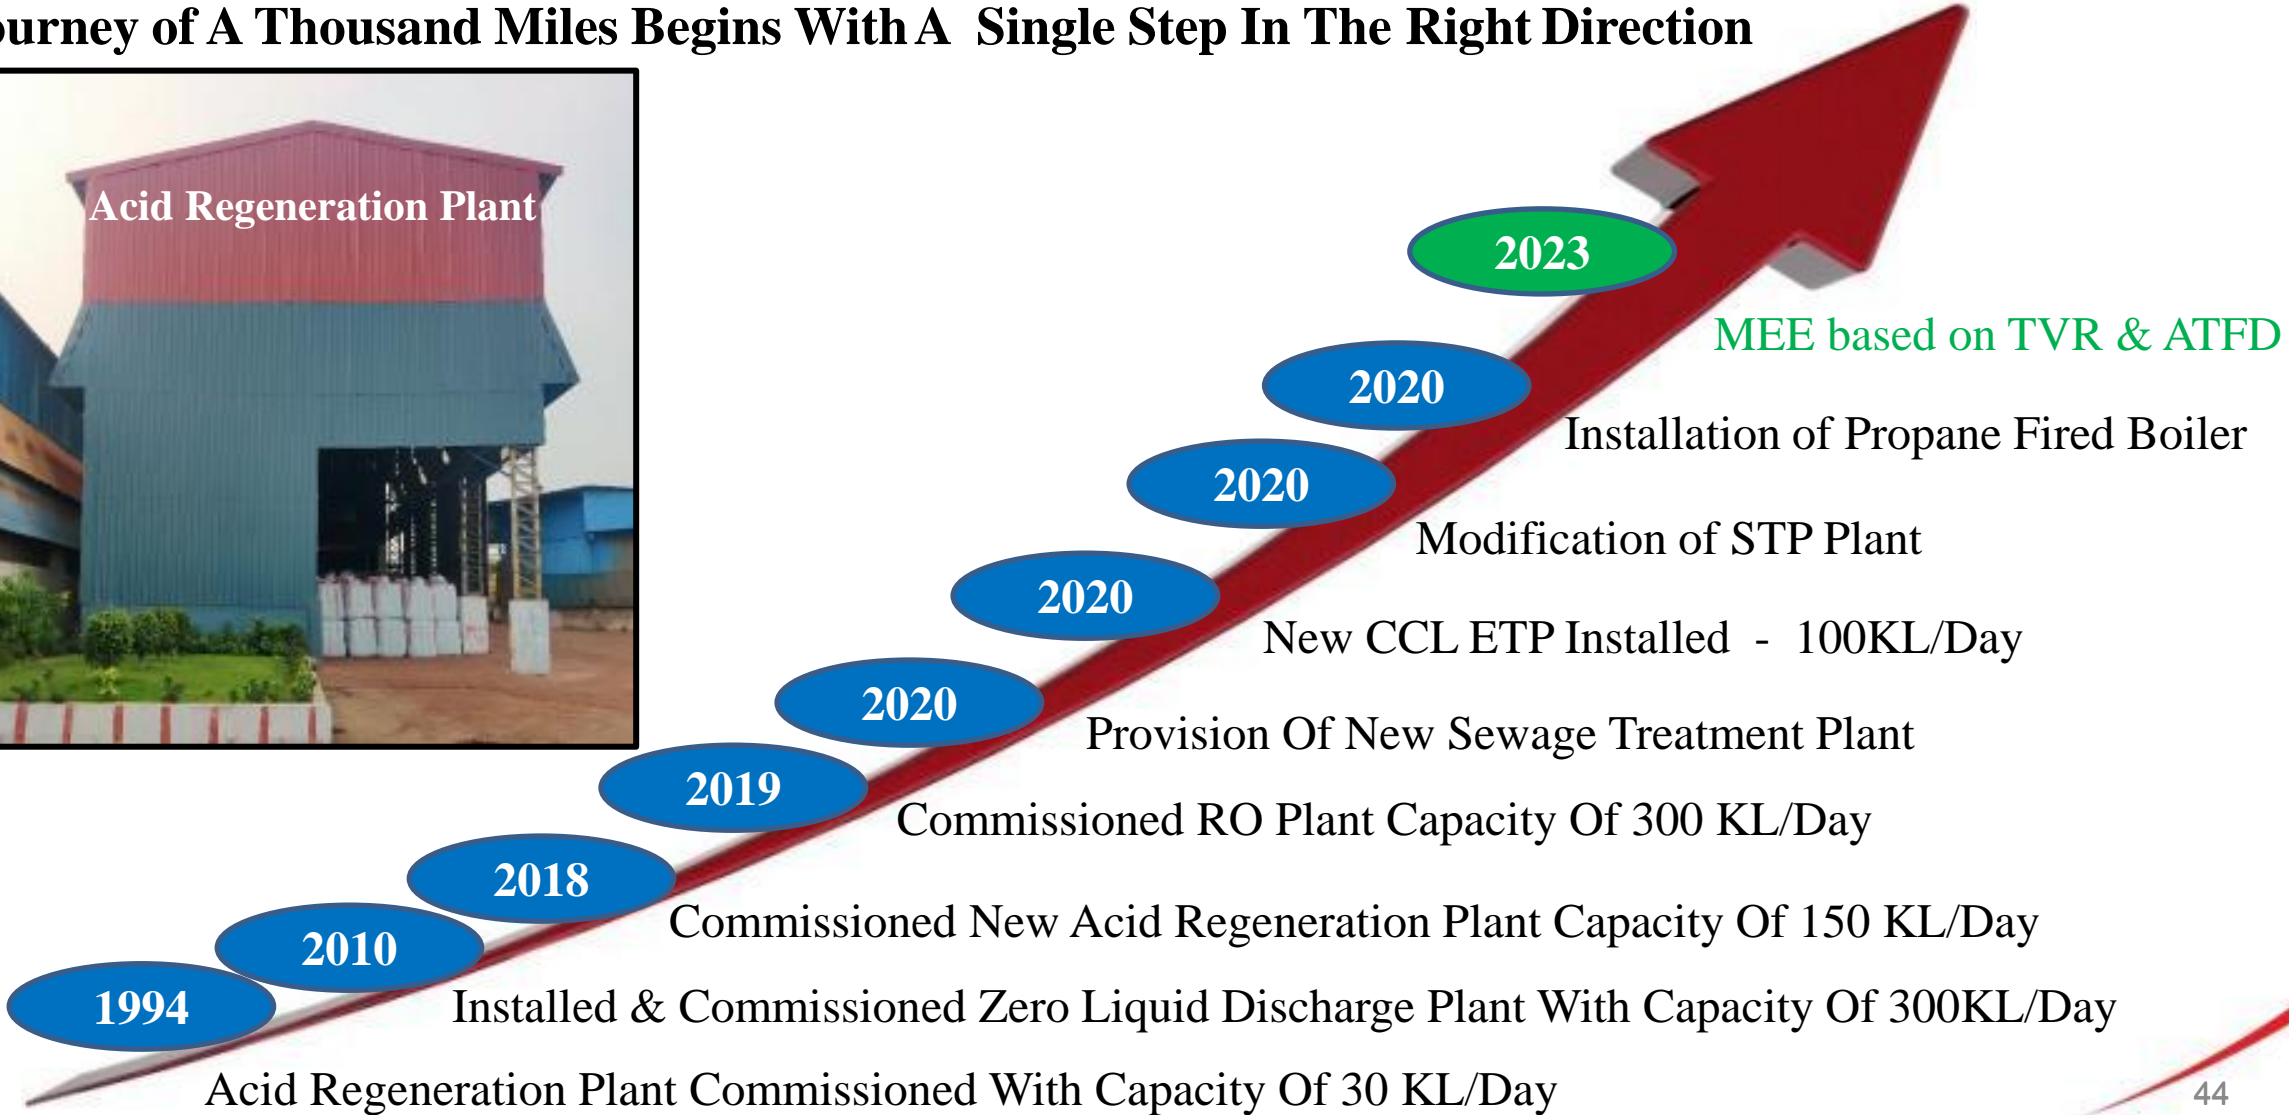 ourney of A Thousand Miles Begins With A Single Step In The Right Direction
Acid Regeneration Plant
2023
MEE based on TVR & ATFD
2020
Installation of Propane Fired Boiler
2020
Modification of STP Plant
2020
New CCL ETP Installed - 100KL/Day
2020
Provision Of New Sewage Treatment Plant
2019
Commissioned RO Plant Capacity Of 300 KL/Day
2018
Commissioned New Acid Regeneration Plant Capacity Of 150 KL/Day
2010
Installed & Commissioned Zero Liquid Discharge Plant With Capacity Of 300KL/Day
1994
Acid Regeneration Plant Commissioned With Capacity Of 30 KL/Day
44